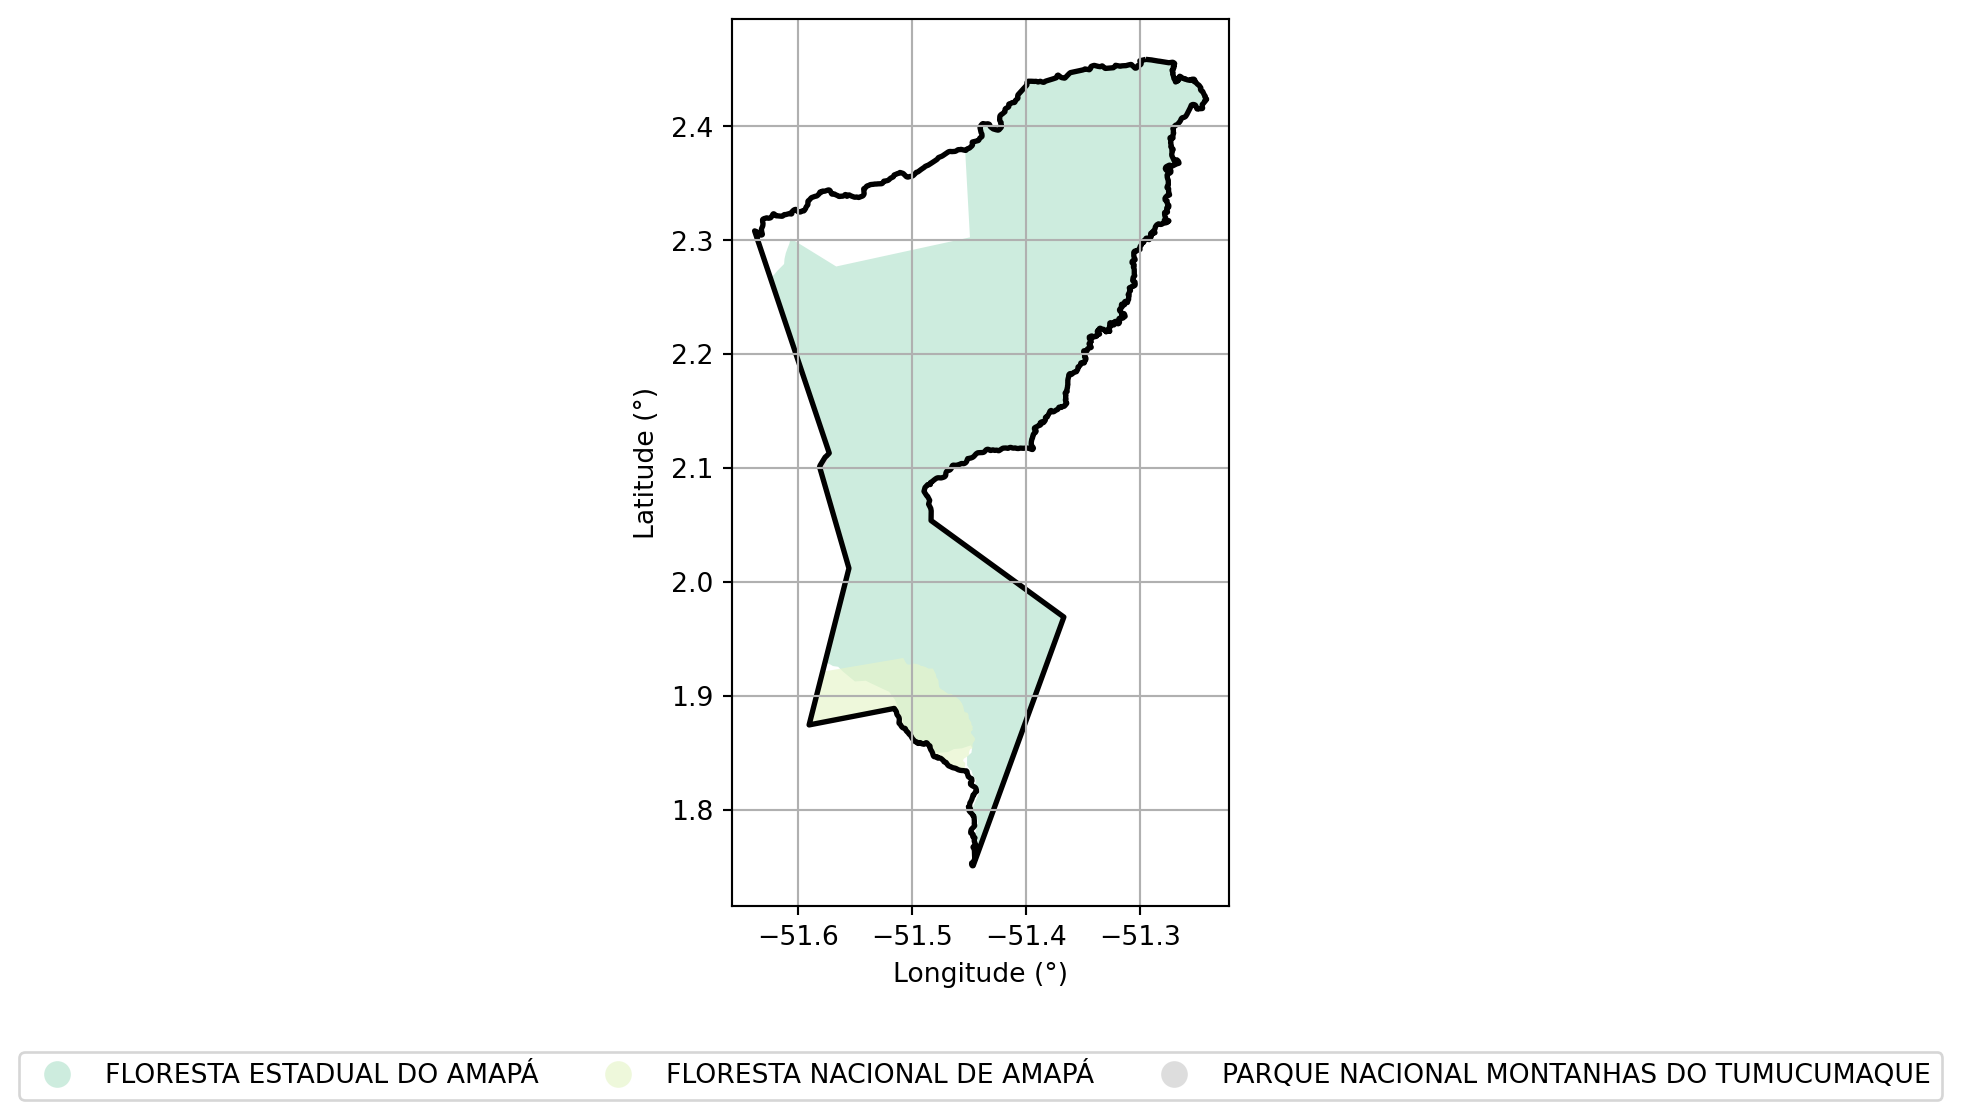 2.4
2.3
2.2
2.1
2.0
1.9
1.8
Latitude (°)
−51.6 −51.5 −51.4 −51.3
Longitude (°)
FLORESTA ESTADUAL DO AMAPÁ FLORESTA NACIONAL DE AMAPÁ PARQUE NACIONAL MONTANHAS DO TUMUCUMAQUE